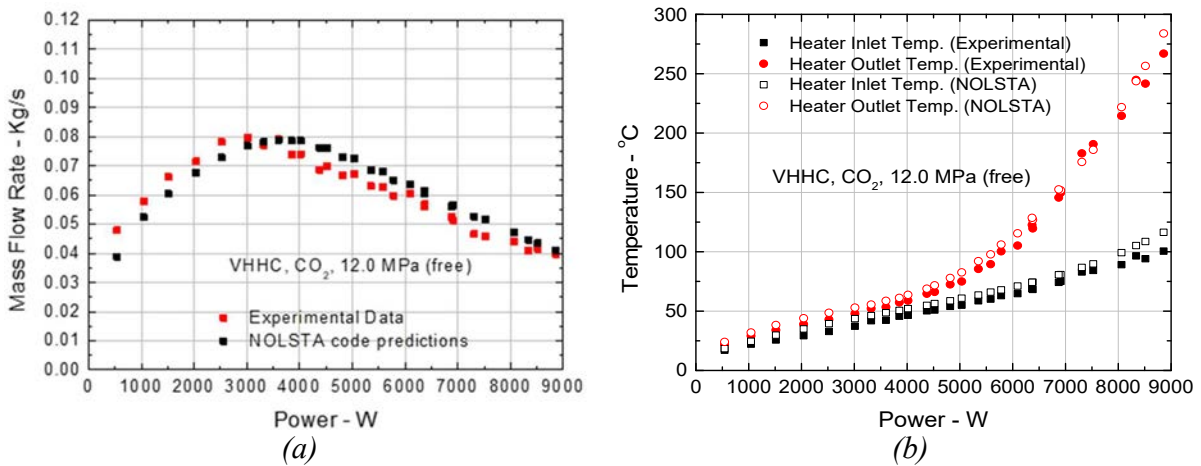 0.12
0.11
0.10
0.09
0.08
0.07
0.06
0.05
0.04
0.03
0.02
0.01
0.00
Mass Flow Rate - Kg/s
VHHC, CO2, 12.0 MPa (free)
Experimental Data
NOLSTA code predictions
0 1000 2000 3000 4000 5000 6000 7000 8000 9000
Power - W
(a)
300
250
200
150
100
50
0
Temperature - °C
Heater Inlet Temp. (Experimental)
Heater Outlet Temp. (Experimental)
Heater Inlet Temp. (NOLSTA)
Heater Outlet Temp. (NOLSTA)
VHHC, CO2, 12.0 MPa (free)
0 1000 2000 3000 4000 5000 6000 7000 8000 9000
Power - W
(b)